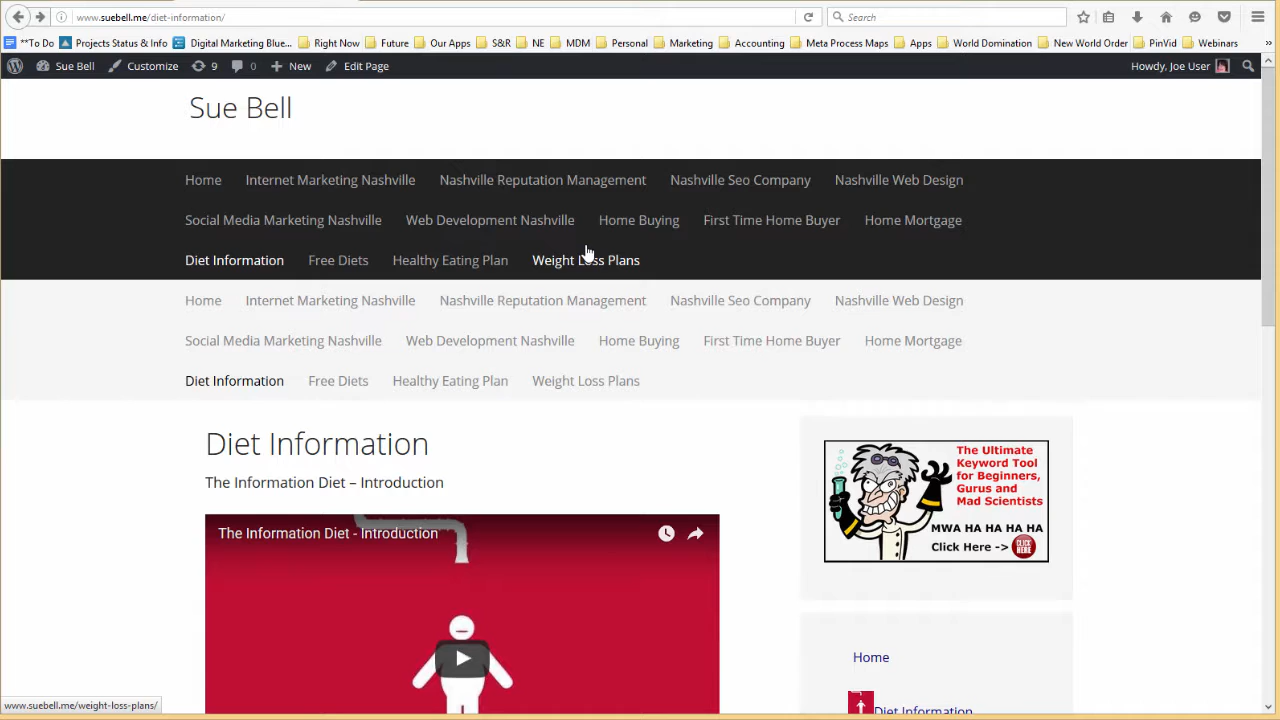 www.suebell.me/diet-information/ Search
**To Do Projects Status & Info Digital Marketing Blue... Right Now Future Our Apps S&R NE MDM Personal Marketing Accounting Meta Process Maps Apps World Domination New World Order PinVid Webinars »
Sue Bell Customize 9 0 New Edit Page Howdy, Joe User
Sue Bell
Home Internet Marketing Nashville Nashville Reputation Management Nashville Seo Company Nashville Web Design
Social Media Marketing Nashville Web Development Nashville Home Buying First Time Home Buyer Home Mortgage
Diet Information Free Diets Healthy Eating Plan Weight Loss Plans
Home Internet Marketing Nashville Nashville Reputation Management Nashville Seo Company Nashville Web Design
Social Media Marketing Nashville Web Development Nashville Home Buying First Time Home Buyer Home Mortgage
Diet Information Free Diets Healthy Eating Plan Weight Loss Plans
Diet Information
The Information Diet – Introduction
The Information Diet - Introduction
The Ultimate
Keyword Tool
for Beginners,
Gurus and
Mad Scientists
MWA HA HA HA HA
Click Here -> CLICK HERE
Home
Diet Information
www.suebell.me/weight-loss-plans/